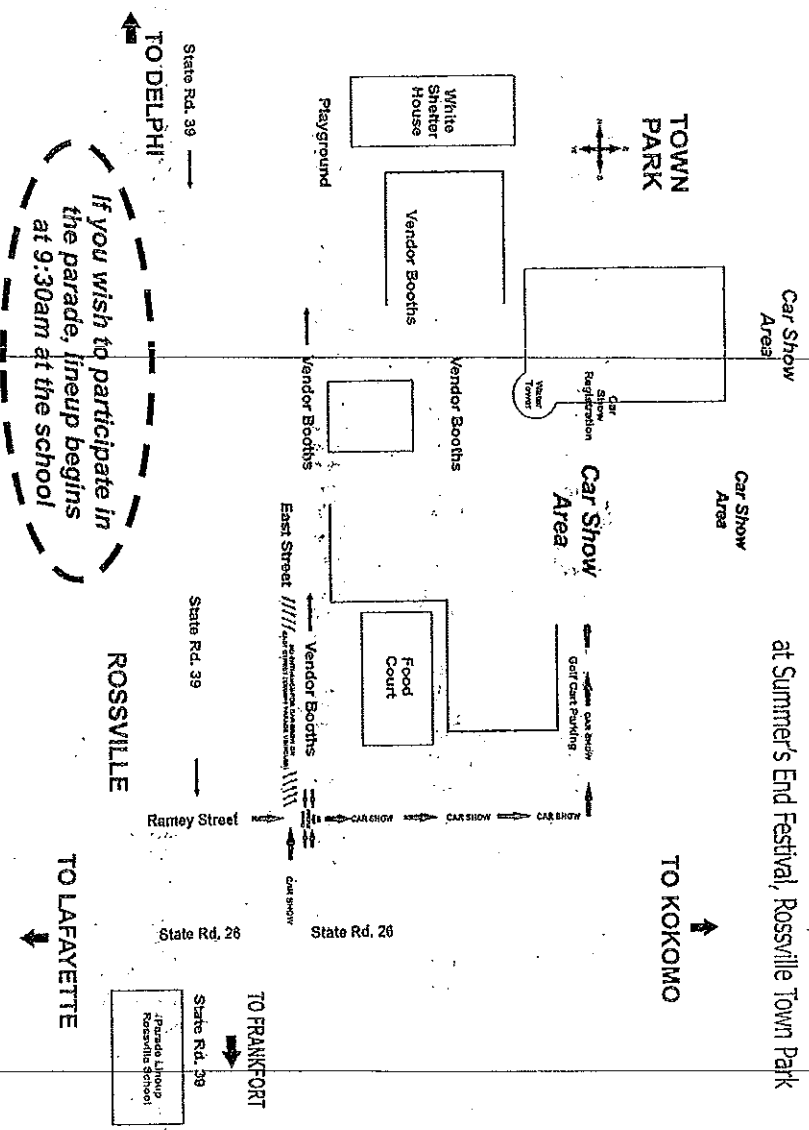 at Summer's End Festival, Rossville Town Park
Car Show
Area
Car Show
Area
TO KOKOMO
TOWN
PARK
Car
Show
Registration
Water
Tower
Car Show
Area
CAR SHOW
Golf Cart Parking
White
Shelter
House
Vendor Booths
Vendor Booths
Food
Court
CAR SHOW
CAR SHOW
CAR SHOW
Playground
Vendor Booths
Vendor Booths
East Street
CAR SHOW
State Rd. 26
State Rd. 39
State Rd. 39
Ramey Street
State Rd. 26
TO FRANKFORT
State Rd. 39
Parade Lineup
Rossville School
TO DELPHI
ROSSVILLE
TO LAFAYETTE
If you wish to participate in
the parade, lineup begins
at 9:30am at the school